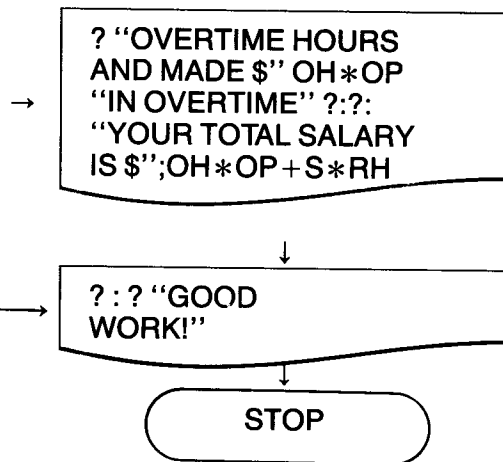 ? “OVERTIME HOURS
AND MADE $” OH*OP
“IN OVERTIME” ?:?:
“YOUR TOTAL SALARY
IS $”;OH*OP+S*RH
? : ? “GOOD
WORK!”
STOP